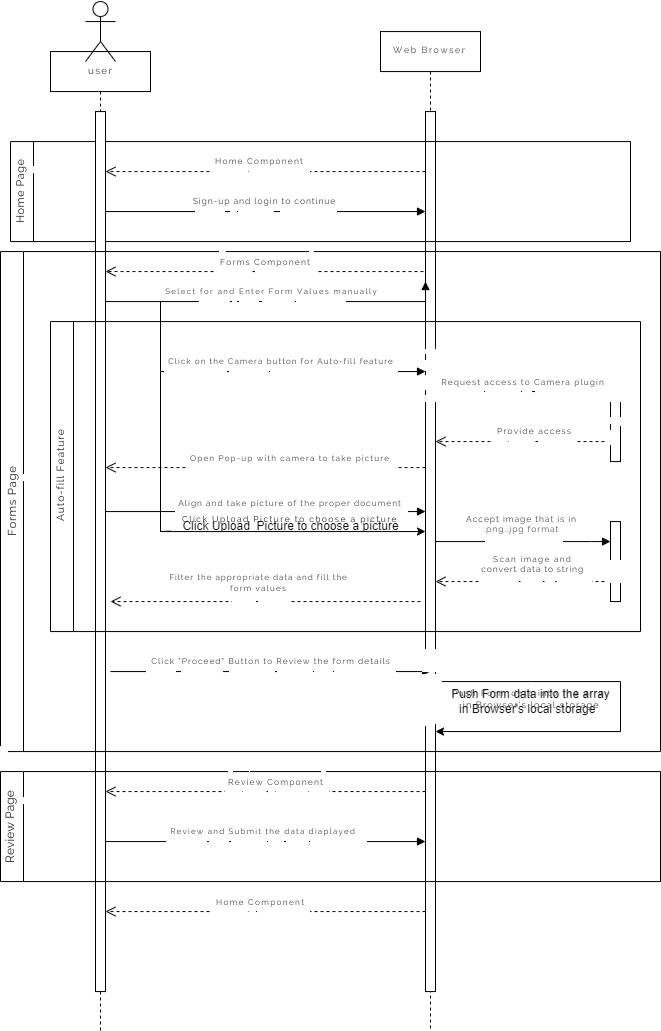 user
Web Browser
Home Page
Home Component
Sign-up and login to continue
Forms Page
Forms Component
Select for and Enter Form Values manually
Auto-fill Feature
Click on the Camera button for Auto-fill feature
Request access to Camera plugin
Provide access
Open Pop-up with camera to take picture
Align and take picture of the proper document
Click Upload Picture to choose a picture
Click Upload Picture to choose a picture
Accept image that is in
.png,.jpg format
Scan image and
convert data to string
Filter the appropriate data and fill the
form values
Click "Proceed" Button to Review the form details
Push Form data into the array
in Browser's local storage
Review Page
Review Component
Review and Submit the data diaplayed
Home Component